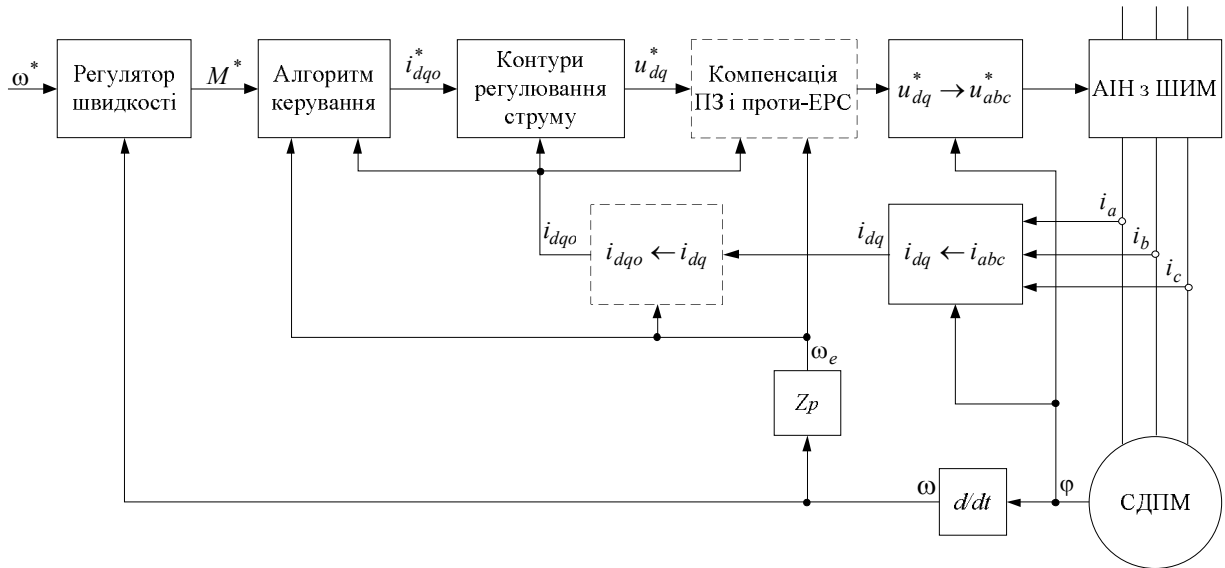 ω*
Регулятор
швидкості
M*
Алгоритм
керування
i*dqo
Контури
регулювання
струму
u*dq
Компенсація
ПЗ і проти-ЕРС
u*dq → u*abc
АІН з ШИМ
idqo
idqo ← idq
idq
idq ← iabc
ia
ib
ic
ωe
Zp
ω
d/dt
φ
СДПМ